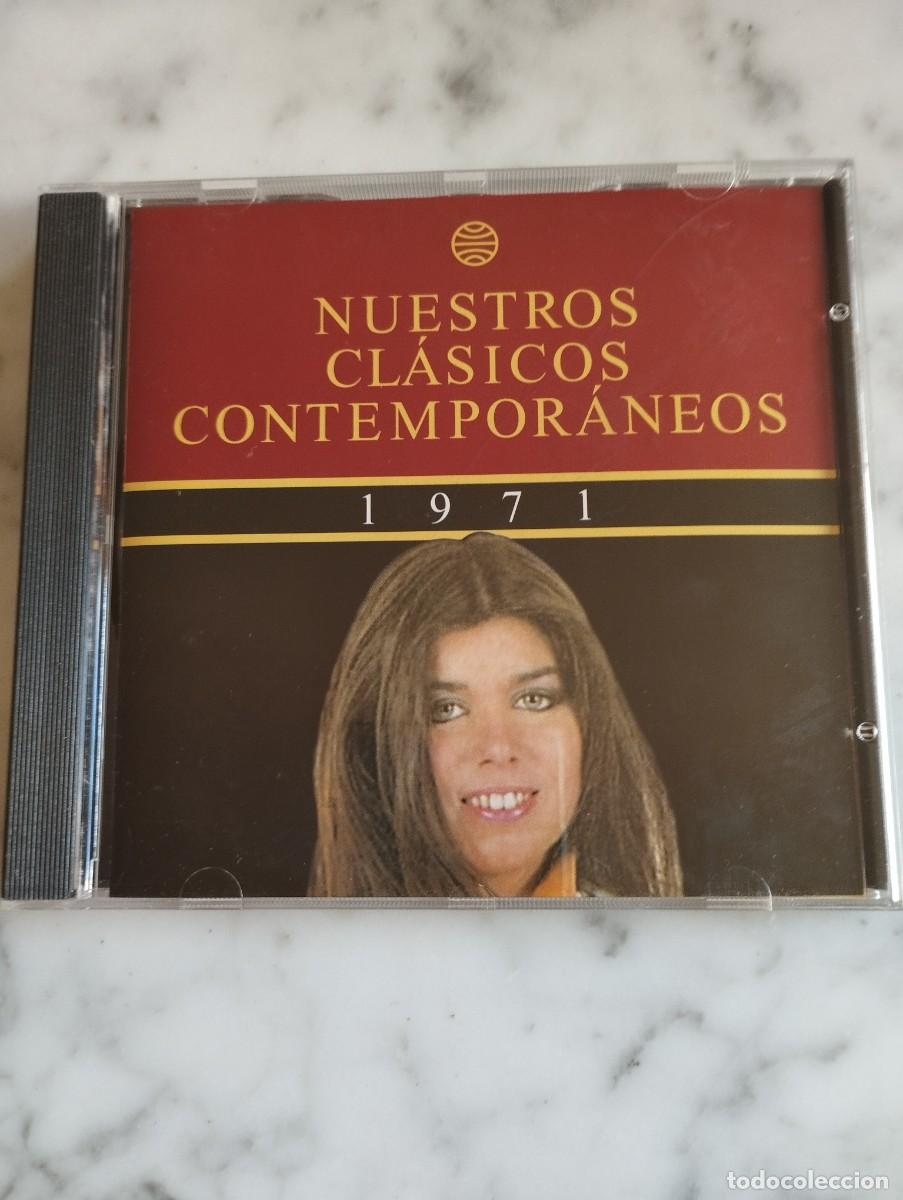 NUESTROS
CLÁSICOS
CONTEMPORÁNEOS
1971
todocoleccion